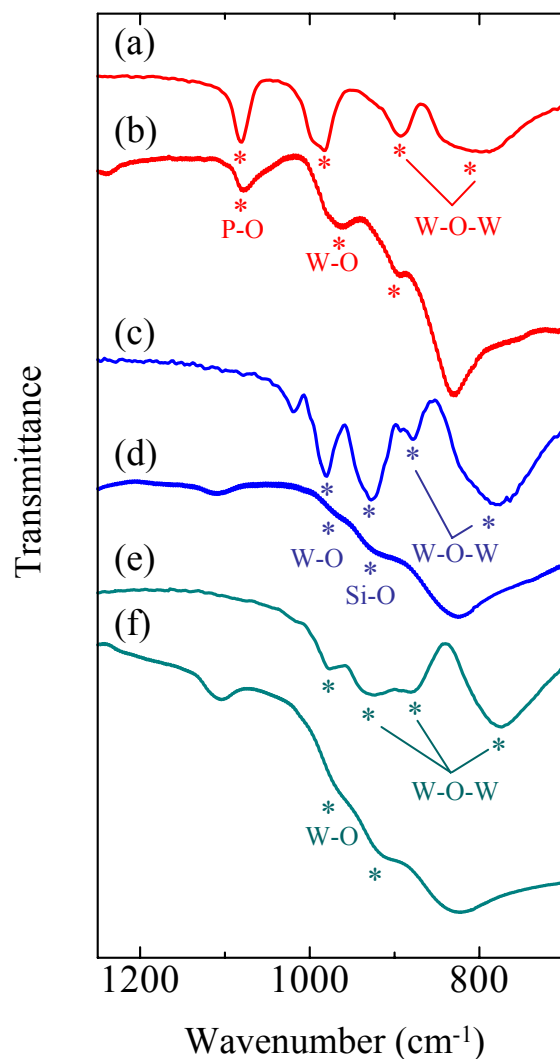 (a)
(b)
* * * *
W-O-W
* * *
P-O
W-O
(c)
(d)
* * * *
W-O-W
W-O
Si-O
(e)
(f)
* * * *
W-O-W
W-O
* *
Transmittance
1200 1000 800
Wavenumber (cm⁻¹)